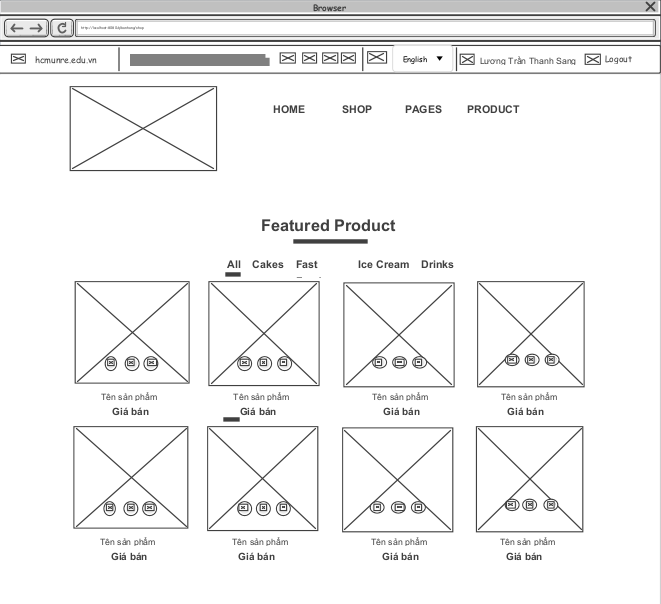 Browser
hcmunre.edu.vn English Lương Trần Thanh Sang Logout
HOME SHOP PAGES PRODUCT
Featured Product
All Cakes Fast Ice Cream Drinks
Tên sản phẩm Tên sản phẩm Tên sản phẩm Tên sản phẩm
Giá bán Giá bán Giá bán Giá bán
Tên sản phẩm Tên sản phẩm Tên sản phẩm Tên sản phẩm
Giá bán Giá bán Giá bán Giá bán